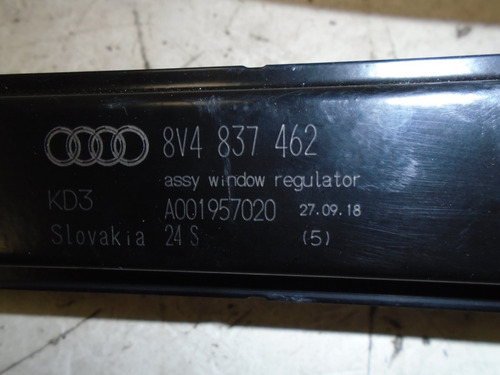 8V4 837 462
assy window regulator
KD3 A001957020 27.09.18
Slovakia 24 S (5)